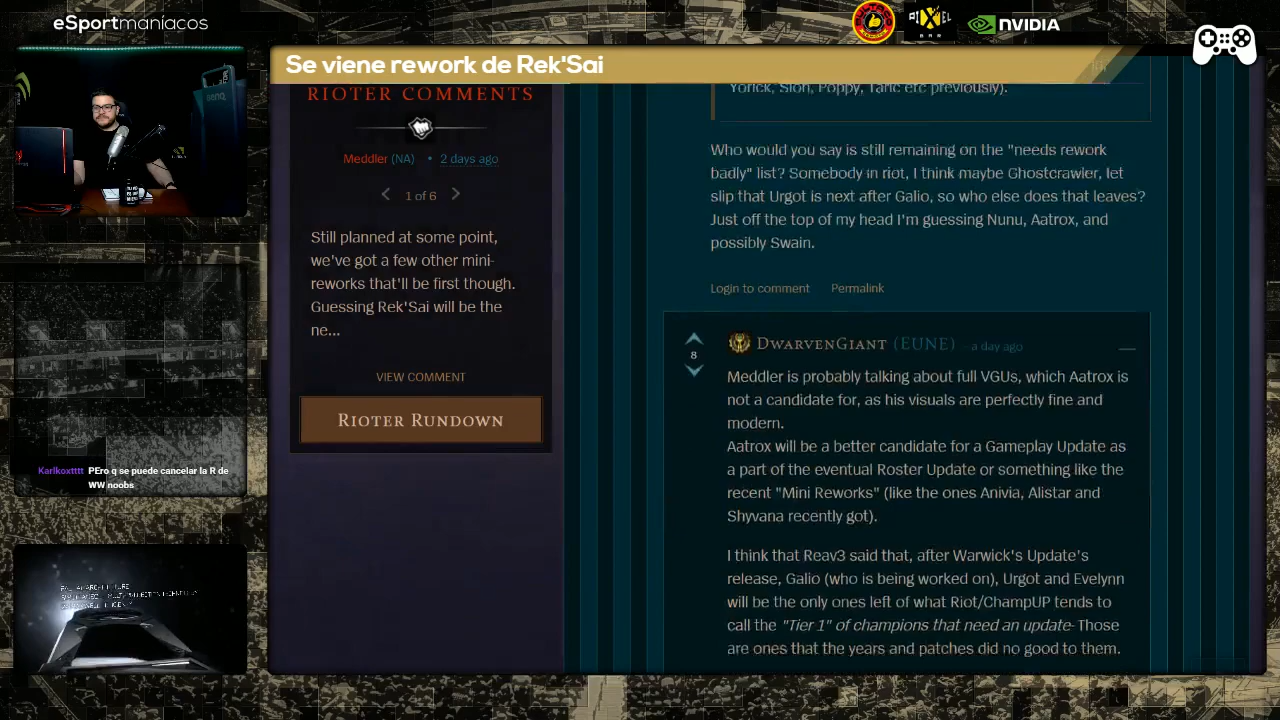 eSportmaníacos
PIXEL
BAR
NVIDIA
Se viene rework de Rek'Sai
RIOTER COMMENTS
Meddler (NA) • 2 days ago
1 of 6
Still planned at some point,
we've got a few other mini-
reworks that'll be first though.
Guessing Rek'Sai will be the
ne...
VIEW COMMENT
RIOTER RUNDOWN
Yorick, Sion, Poppy, Taric etc previously).
Who would you say is still remaining on the "needs rework
badly" list? Somebody in riot, I think maybe Ghostcrawler, let
slip that Urgot is next after Galio, so who else does that leaves?
Just off the top of my head I'm guessing Nunu, Aatrox, and
possibly Swain.
Login to comment Permalink
8
DWARVENGIANT (EUNE) - a day ago
Meddler is probably talking about full VGUs, which Aatrox is
not a candidate for, as his visuals are perfectly fine and
modern.
Aatrox will be a better candidate for a Gameplay Update as
a part of the eventual Roster Update or something like the
recent "Mini Reworks" (like the ones Anivia, Alistar and
Shyvana recently got).
I think that Reav3 said that, after Warwick's Update's
release, Galio (who is being worked on), Urgot and Evelynn
will be the only ones left of what Riot/ChampUP tends to
call the "Tier 1" of champions that need an update- Those
are ones that the years and patches did no good to them.
Karlkoxtttt PEro q se puede cancelar la R de
WW noobs